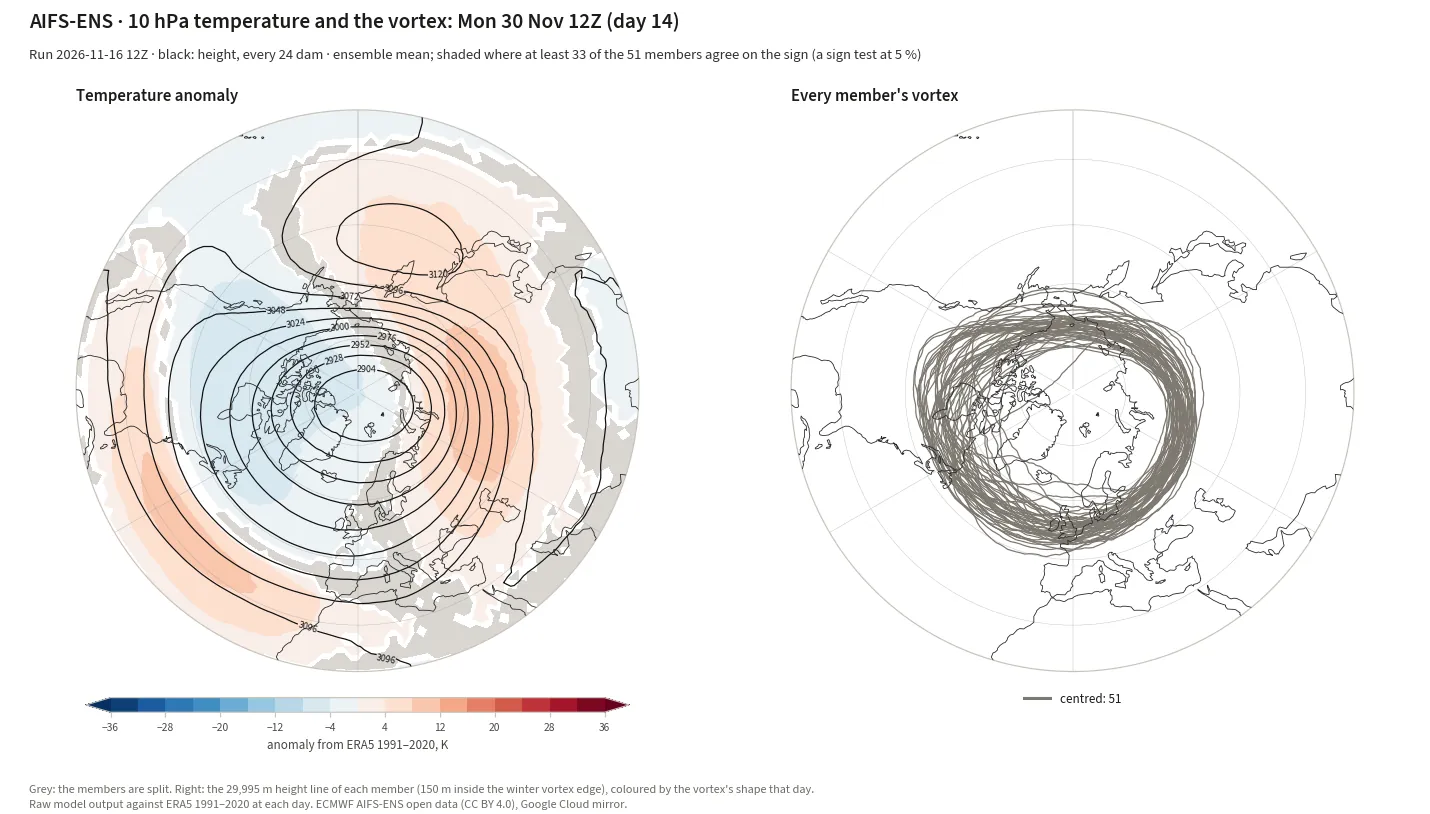 AIFS-ENS · 10 hPa temperature and the vortex: Mon 30 Nov 12Z (day 14)
Run 2026-11-16 12Z · black: height, every 24 dam · ensemble mean; shaded where at least 33 of the 51 members agree on the sign (a sign test at 5 %)
Temperature anomaly
Every member's vortex
3120
3096
3072
3048
3024
3000
2976
2952
2928
2904
3096
3096
centred: 51
−36 −28 −20 −12 −4 4 12 20 28 36
anomaly from ERA5 1991–2020, K
Grey: the members are split. Right: the 29,995 m height line of each member (150 m inside the winter vortex edge), coloured by the vortex's shape that day.
Raw model output against ERA5 1991–2020 at each day. ECMWF AIFS-ENS open data (CC BY 4.0), Google Cloud mirror.